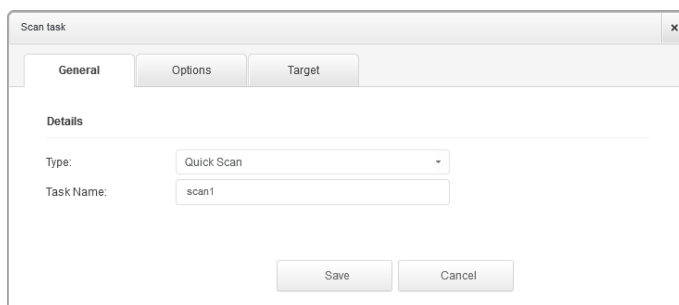 Scan task
General Options Target
Details
Type: Quick Scan
Task Name: scan1
Save Cancel